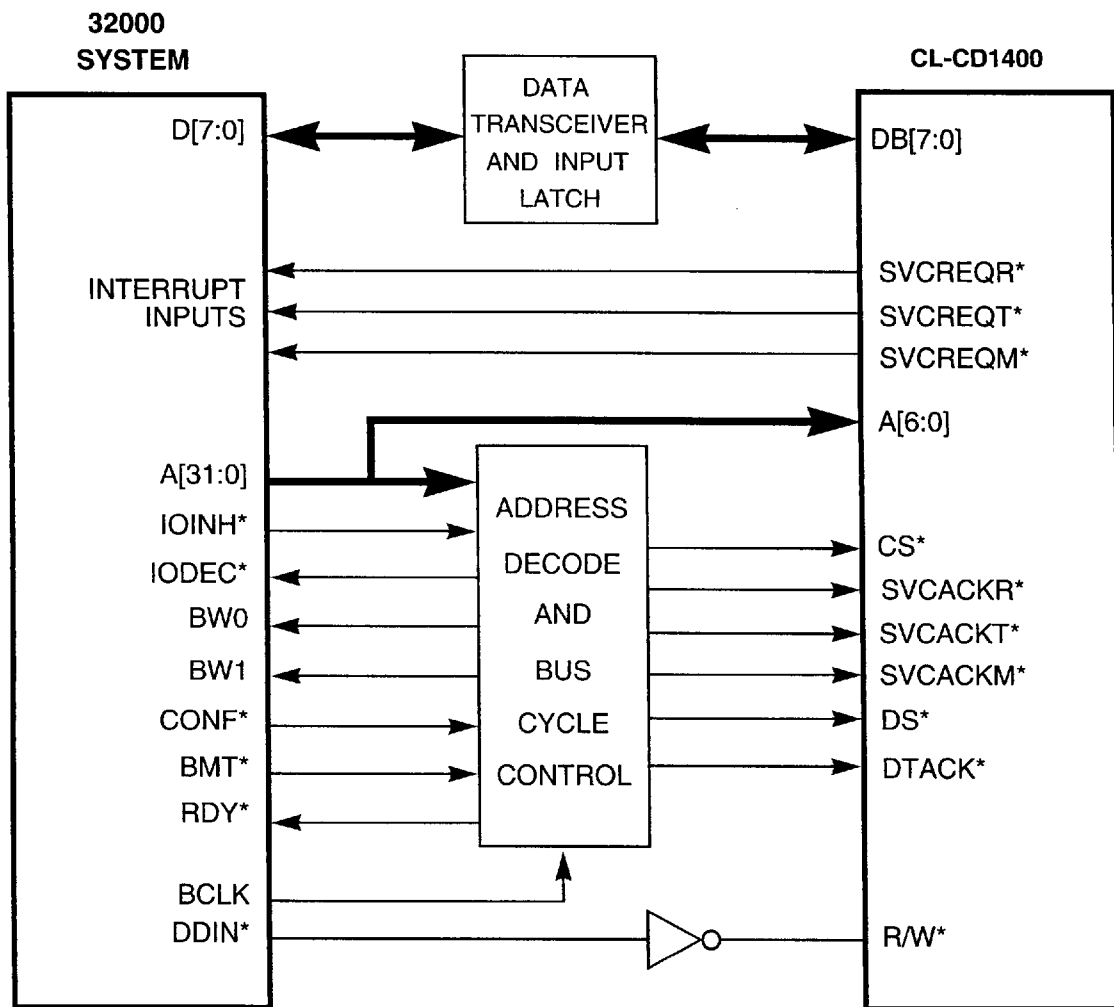 32000
SYSTEM
CL-CD1400
DATA
TRANSCEIVER
AND INPUT
LATCH
D[7:0]
DB[7:0]
INTERRUPT
INPUTS
SVCREQR*
SVCREQT*
SVCREQM*
A[6:0]
A[31:0]
IOINH*
IODEC*
BW0
BW1
CONF*
BMT*
RDY*
BCLK
DDIN*
ADDRESS
DECODE
AND
BUS
CYCLE
CONTROL
CS*
SVCACKR*
SVCACKT*
SVCACKM*
DS*
DTACK*
R/W*